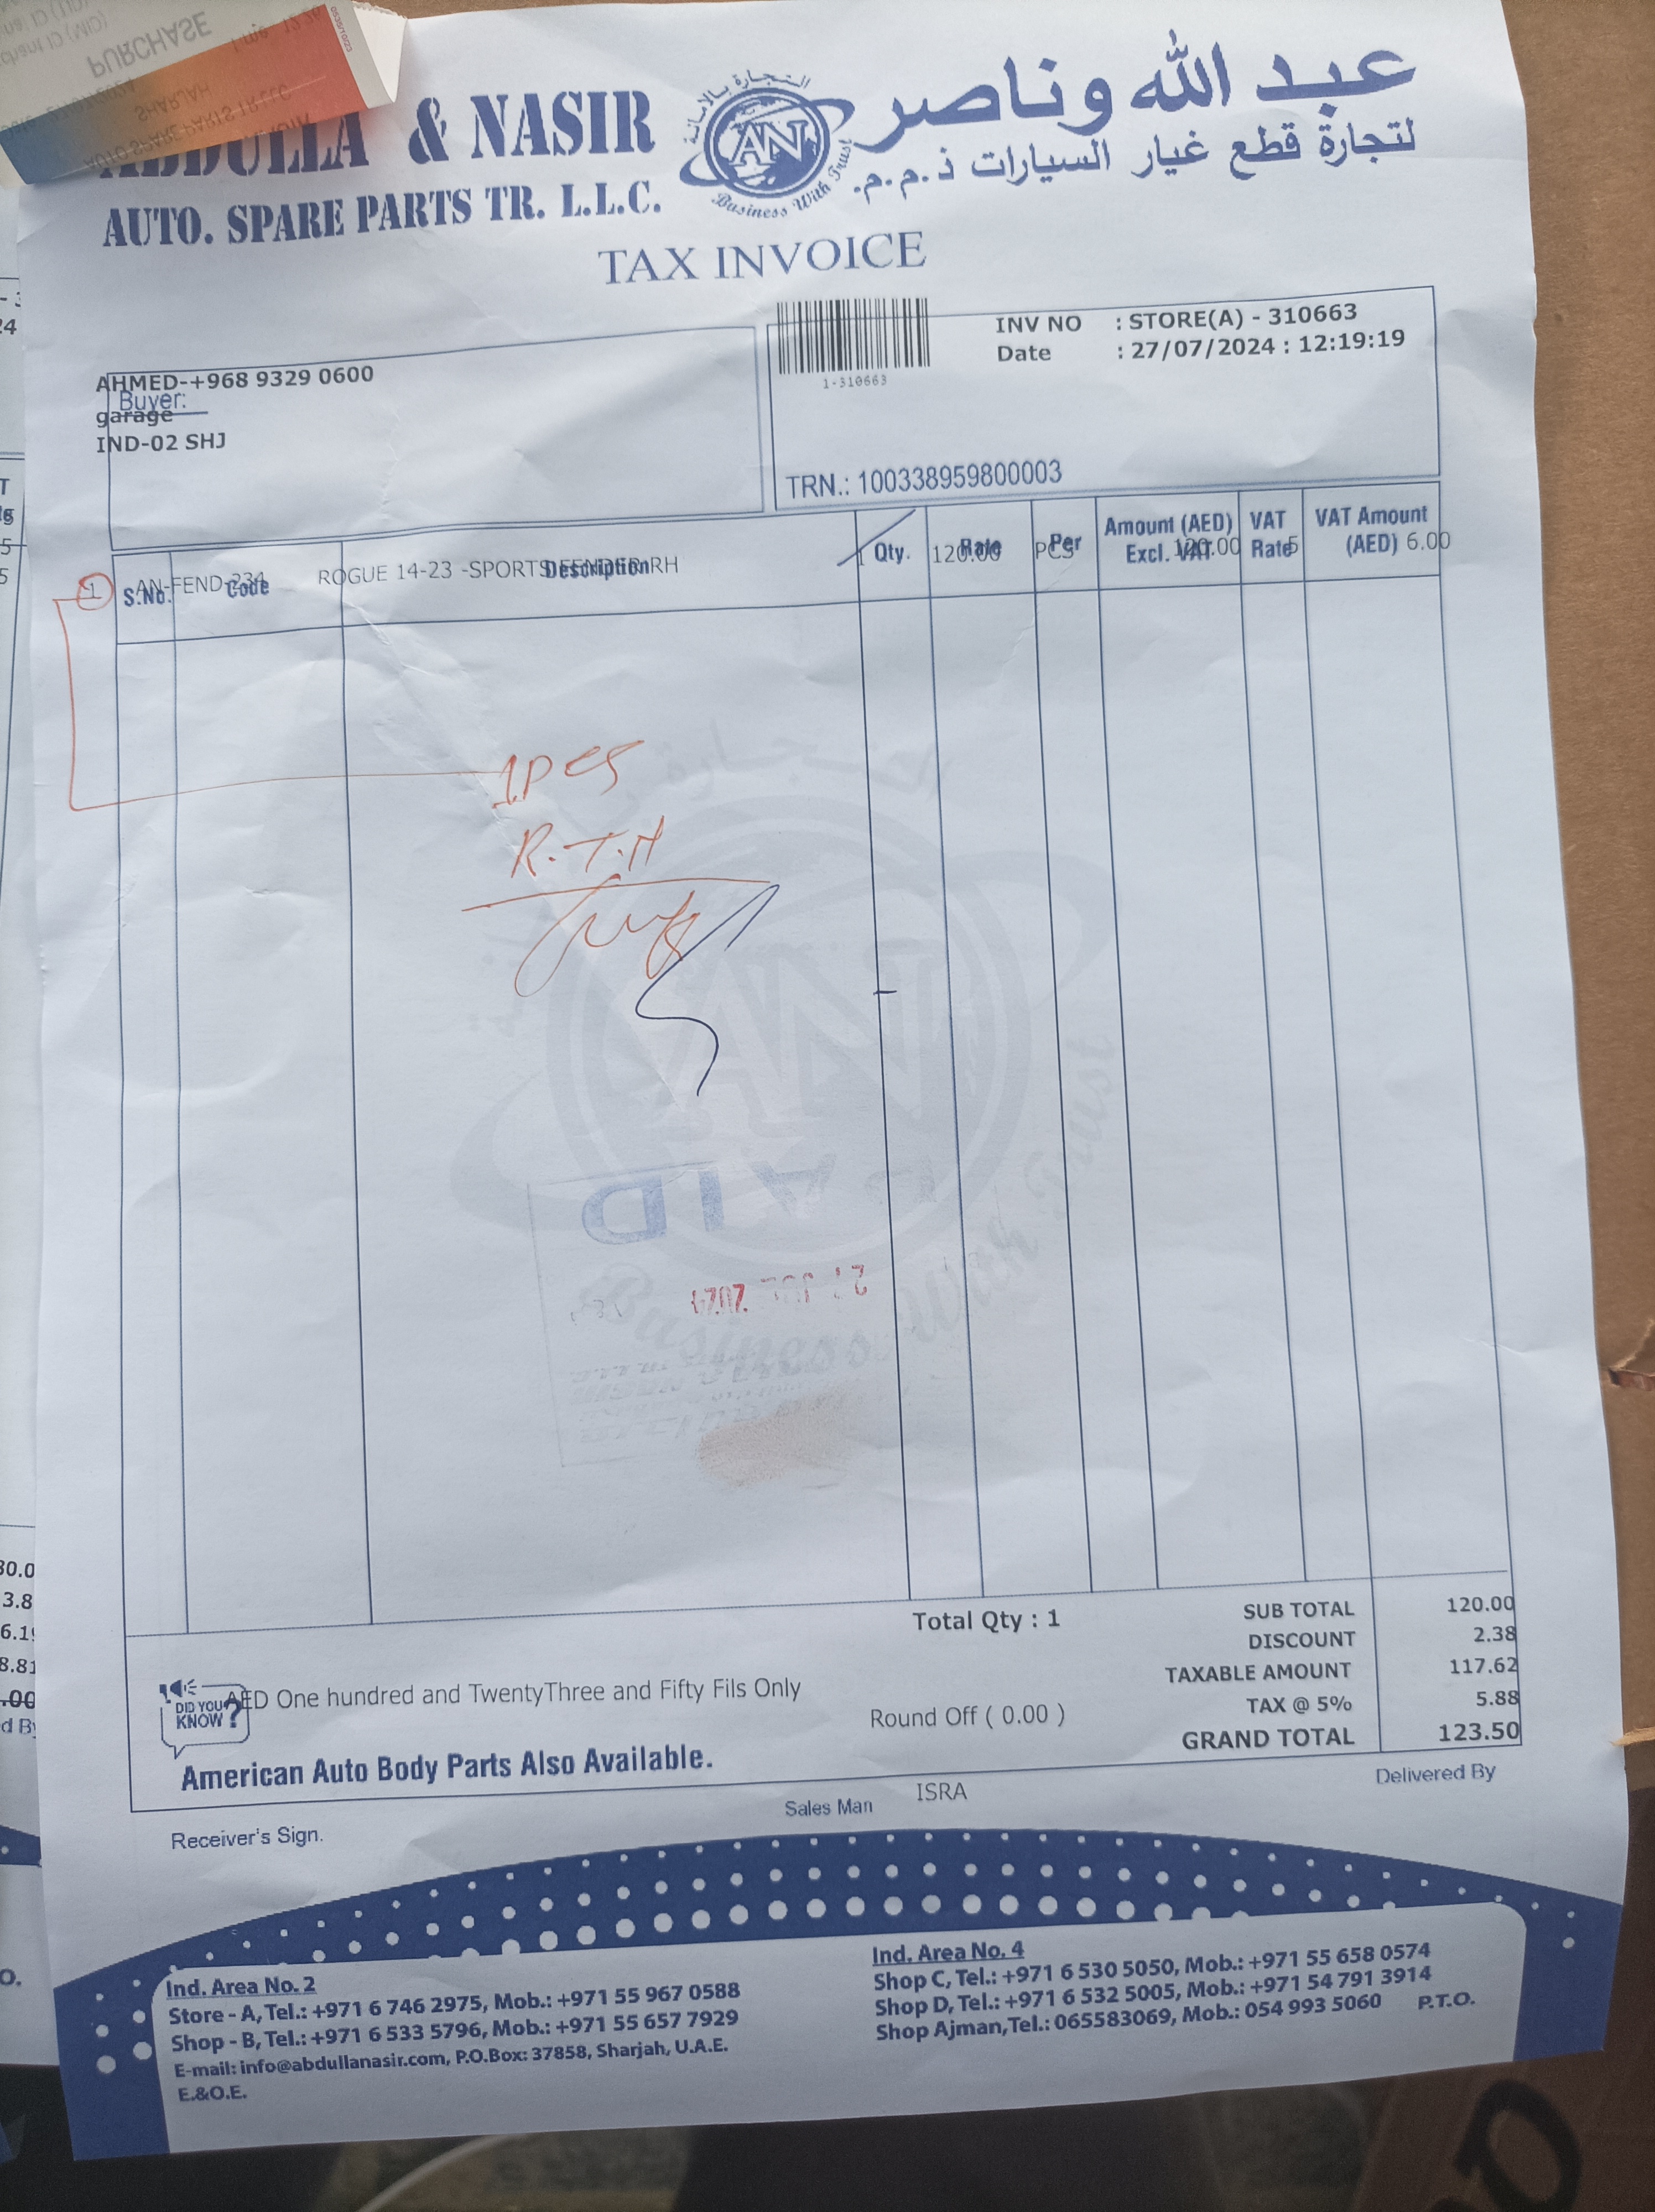 PURCHASE
SHARJAH
AUTO SPARE PARTS TR LLC
ABDULLA & NASIR
AUTO. SPARE PARTS TR. L.L.C.
AN
Business With Trust
عبد الله وناصر
لتجارة قطع غيار السيارات ذ.م.م.
TAX INVOICE
AHMED-+968 9329 0600
Buyer:
garage
IND-02 SHJ
1-310663
INV NO : STORE(A) - 310663
Date : 27/07/2024 : 12:19:19
TRN.: 100338959800003
S.No. Code Description Qty. Rate Per Amount (AED) Excl. VAT VAT Rate VAT Amount (AED)
1 AN-FEND-234 ROGUE 14-23 -SPORTS FENDER RH 1 120.00 PCS 120.00 5 6.00
1PCS
R.T.H
PAID
Total Qty : 1
SUB TOTAL 120.00
DISCOUNT 2.38
TAXABLE AMOUNT 117.62
TAX @ 5% 5.88
GRAND TOTAL 123.50
DID YOU KNOW?
AED One hundred and TwentyThree and Fifty Fils Only
Round Off ( 0.00 )
American Auto Body Parts Also Available.
Receiver's Sign.
Sales Man ISRA
Delivered By
Ind. Area No. 2
Store - A, Tel.: +971 6 746 2975, Mob.: +971 55 967 0588
Shop - B, Tel.: +971 6 533 5796, Mob.: +971 55 657 7929
E-mail: info@abdullanasir.com, P.O.Box: 37858, Sharjah, U.A.E.
E.&O.E.
Ind. Area No. 4
Shop C, Tel.: +971 6 530 5050, Mob.: +971 55 658 0574
Shop D, Tel.: +971 6 532 5005, Mob.: +971 54 791 3914
Shop Ajman, Tel.: 065583069, Mob.: 054 993 5060
P.T.O.